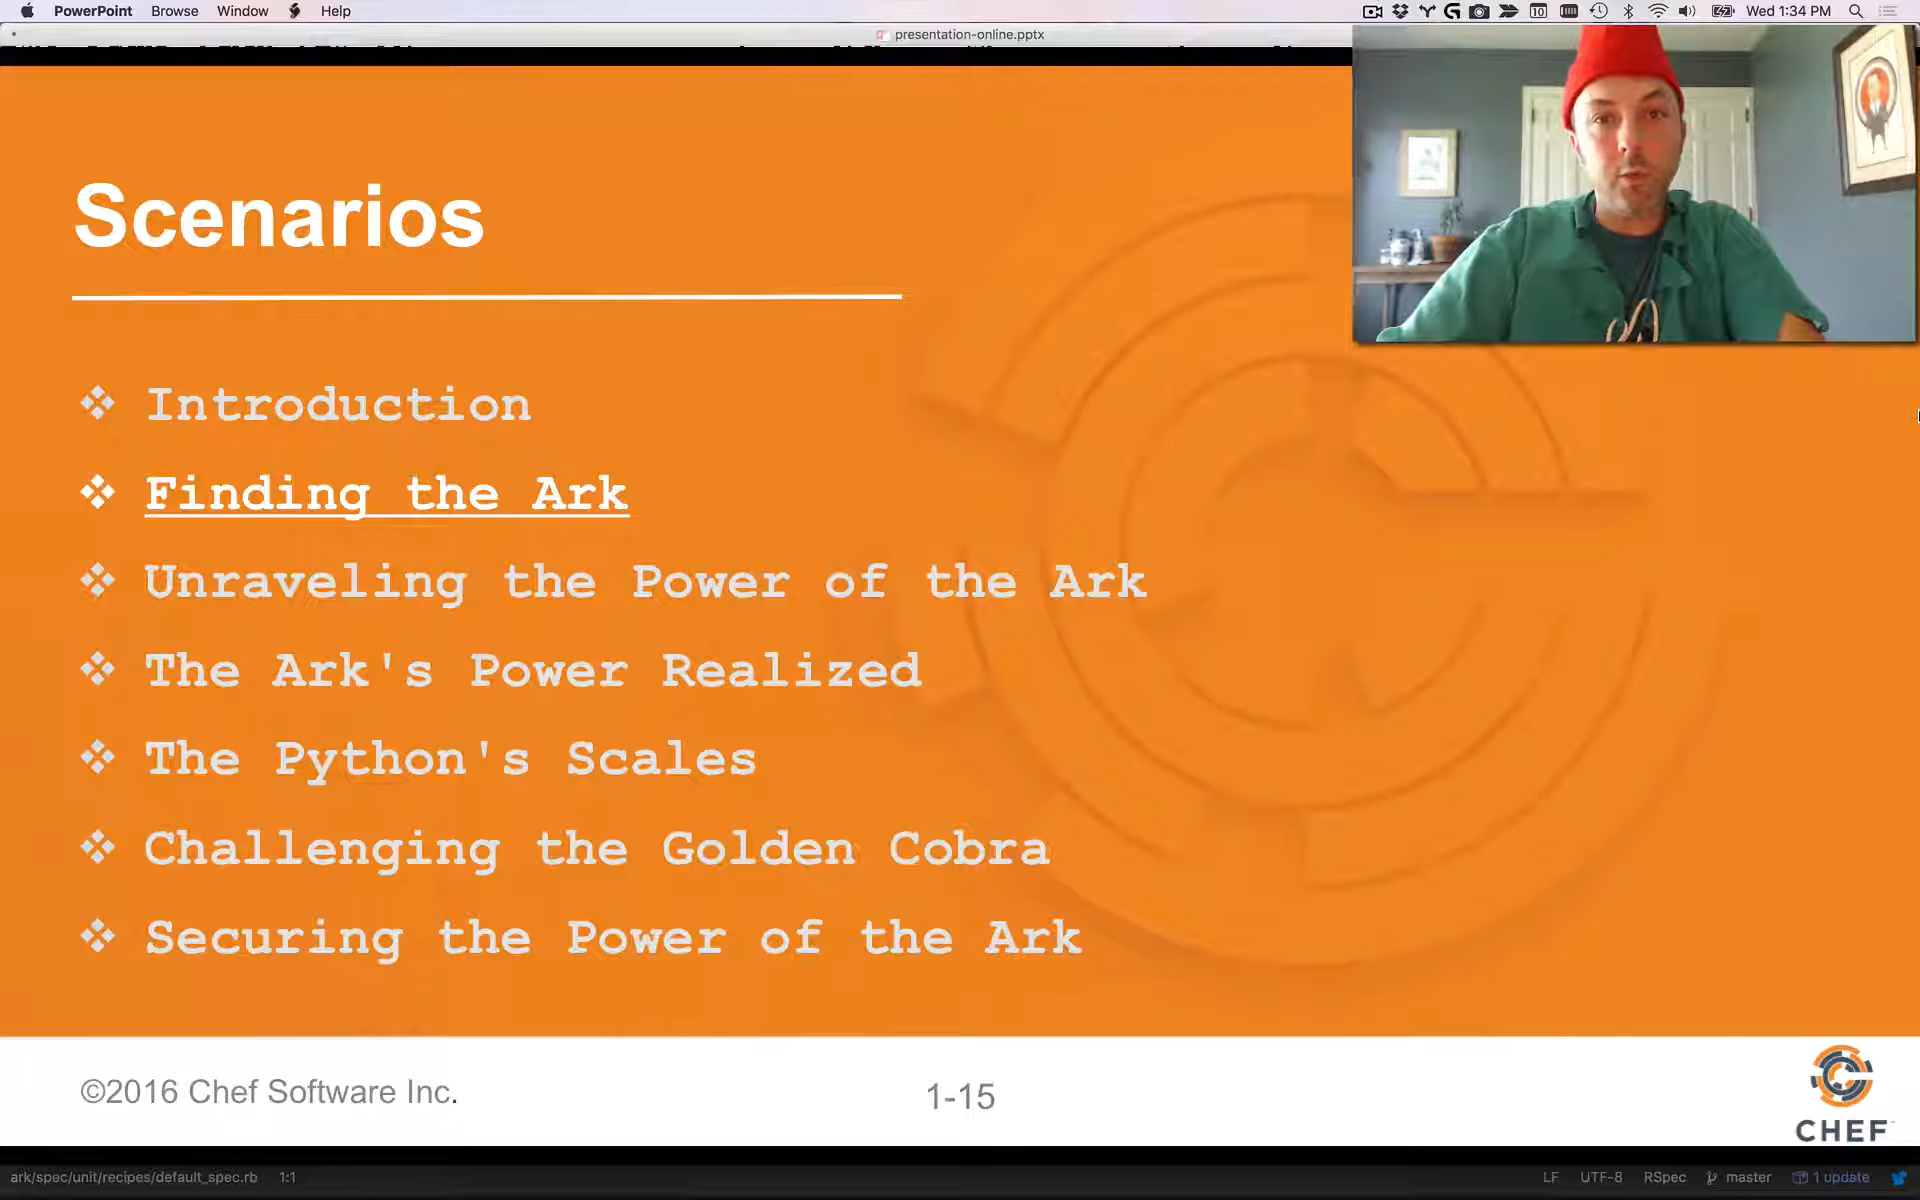 PowerPoint Browse Window Help 10 Wed 1:34 PM
presentation-online.pptx
Scenarios
Introduction
Finding the Ark
Unraveling the Power of the Ark
The Ark's Power Realized
The Python's Scales
Challenging the Golden Cobra
Securing the Power of the Ark
©2016 Chef Software Inc.
1-15
CHEF
ark/spec/unit/recipes/default_spec.rb 1:1 LF UTF-8 RSpec master 1 update